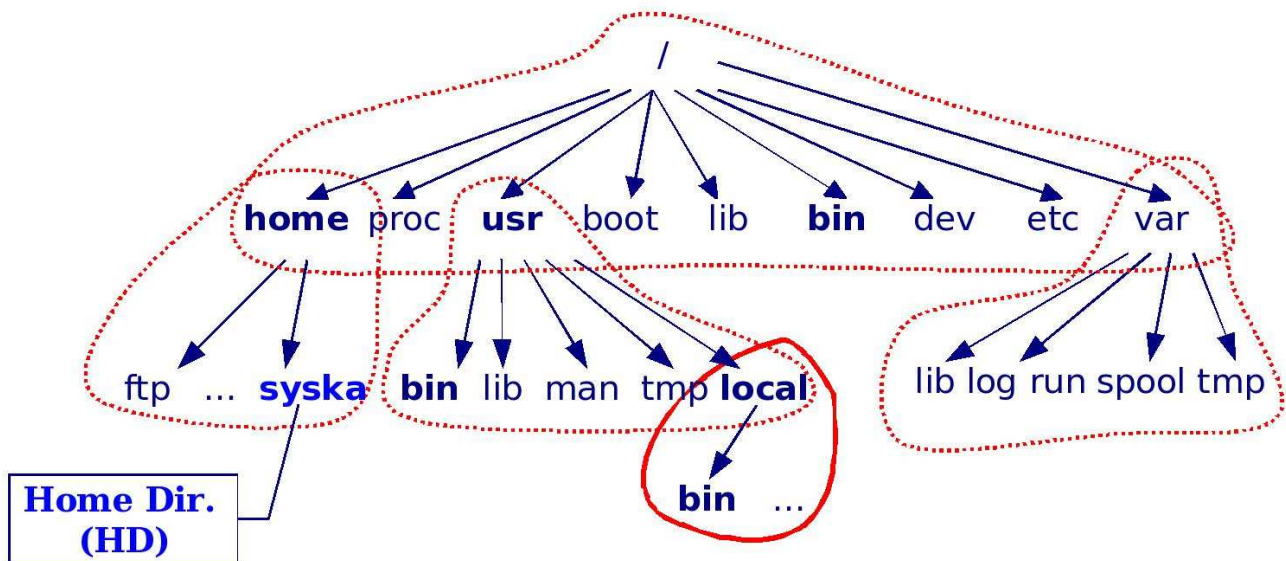 /
home proc usr boot lib bin dev etc var
ftp ... syska bin lib man tmp local lib log run spool tmp
Home Dir.
(HD)
bin ...